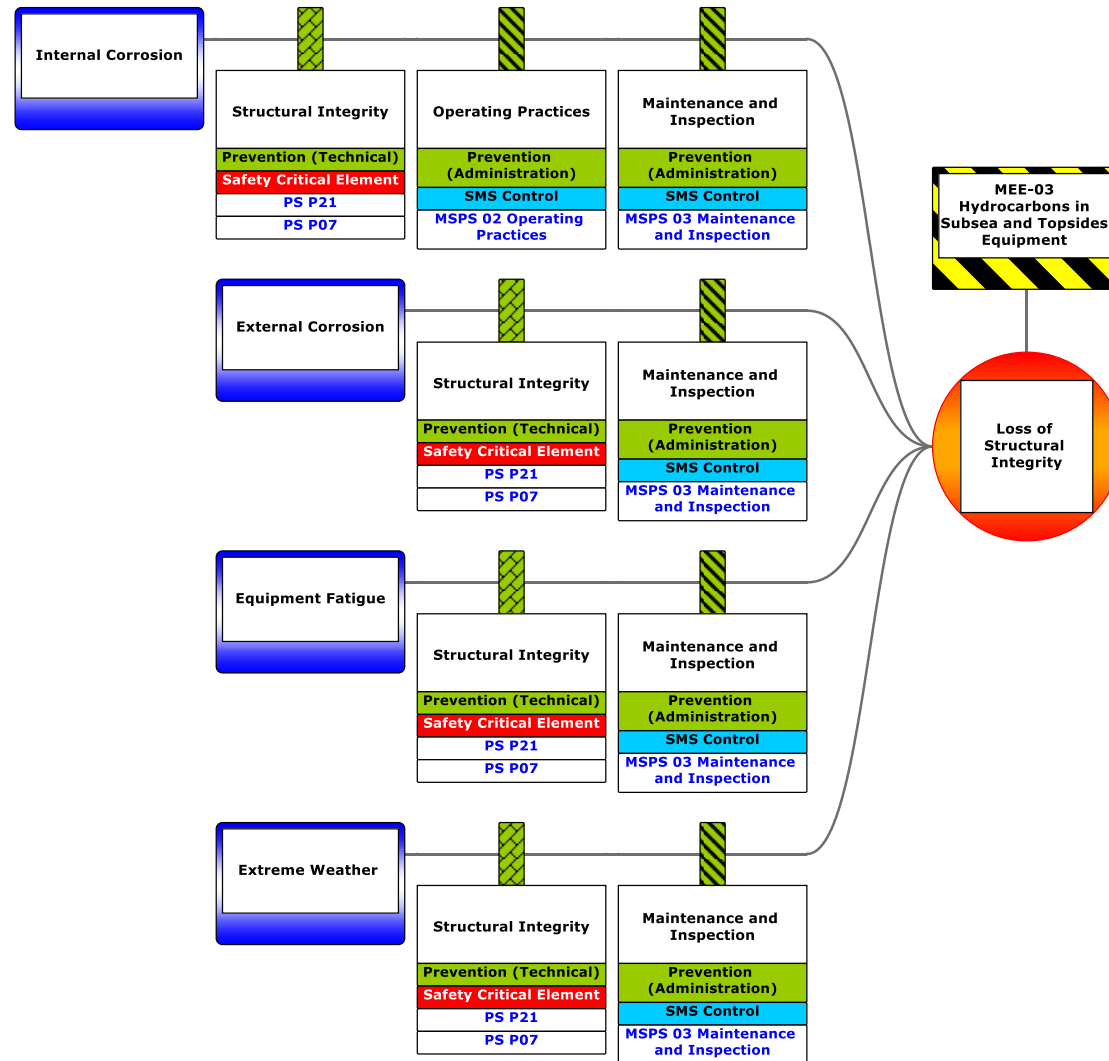 Internal Corrosion
Structural Integrity
Prevention (Technical)
Safety Critical Element
PS P21
PS P07
Operating Practices
Prevention
(Administration)
SMS Control
MSPS 02 Operating
Practices
Maintenance and
Inspection
Prevention
(Administration)
SMS Control
MSPS 03 Maintenance
and Inspection
MEE-03
Hydrocarbons in
Subsea and Topsides
Equipment
External Corrosion
Structural Integrity
Prevention (Technical)
Safety Critical Element
PS P21
PS P07
Maintenance and
Inspection
Prevention
(Administration)
SMS Control
MSPS 03 Maintenance
and Inspection
Loss of
Structural
Integrity
Equipment Fatigue
Structural Integrity
Prevention (Technical)
Safety Critical Element
PS P21
PS P07
Maintenance and
Inspection
Prevention
(Administration)
SMS Control
MSPS 03 Maintenance
and Inspection
Extreme Weather
Structural Integrity
Prevention (Technical)
Safety Critical Element
PS P21
PS P07
Maintenance and
Inspection
Prevention
(Administration)
SMS Control
MSPS 03 Maintenance
and Inspection